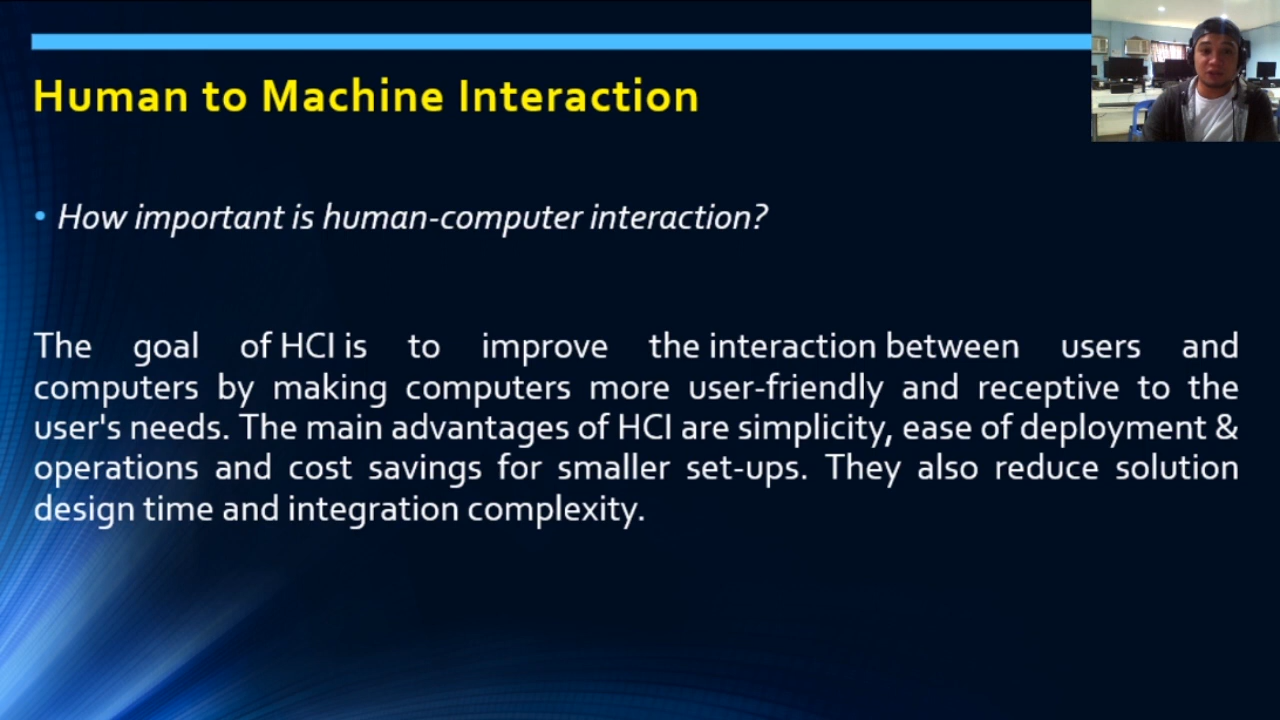 Human to Machine Interaction
• How important is human-computer interaction?
The goal of HCI is to improve the interaction between users and
computers by making computers more user-friendly and receptive to the
user's needs. The main advantages of HCI are simplicity, ease of deployment &
operations and cost savings for smaller set-ups. They also reduce solution
design time and integration complexity.